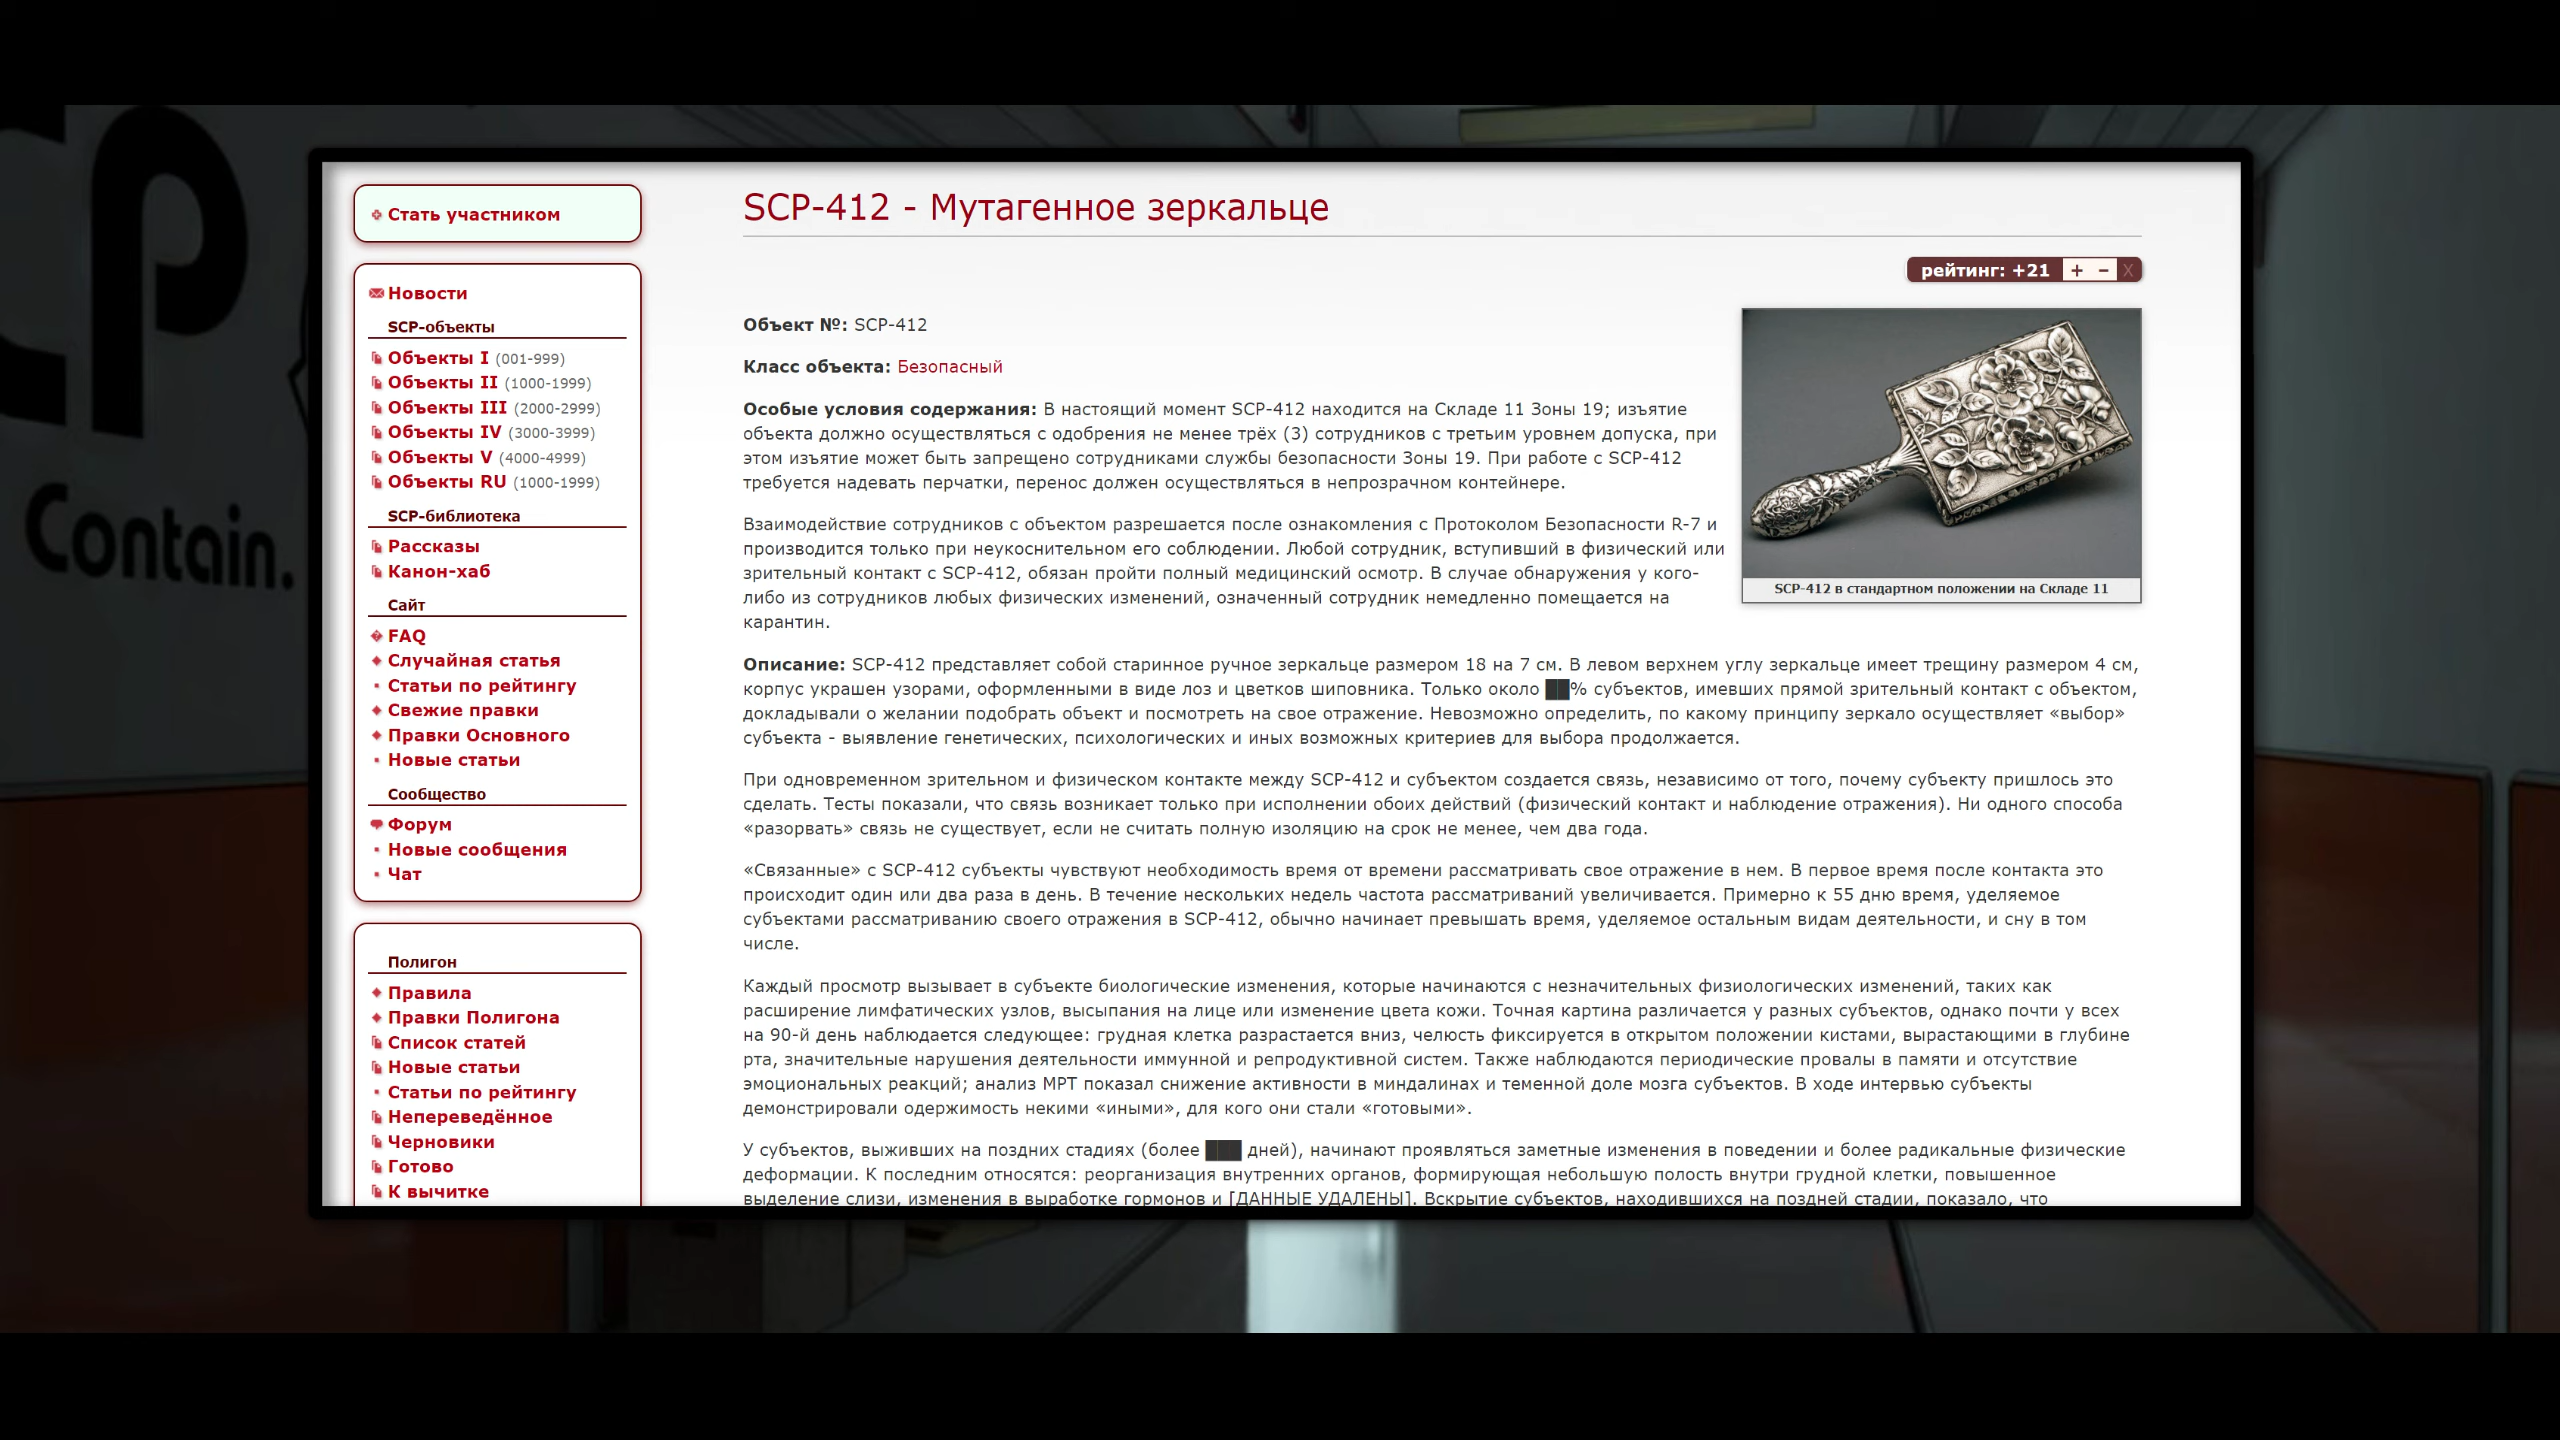 CP
Contain.
Стать участником
Новости
SCP-объекты
Объекты I (001-999)
Объекты II (1000-1999)
Объекты III (2000-2999)
Объекты IV (3000-3999)
Объекты V (4000-4999)
Объекты RU (1000-1999)
SCP-библиотека
Рассказы
Канон-хаб
Сайт
FAQ
Случайная статья
Статьи по рейтингу
Свежие правки
Правки Основного
Новые статьи
Сообщество
Форум
Новые сообщения
Чат
Полигон
Правила
Правки Полигона
Список статей
Новые статьи
Статьи по рейтингу
Непереведённое
Черновики
Готово
К вычитке
SCP-412 - Мутагенное зеркальце
рейтинг: +21 + – X
Объект №: SCP-412
Класс объекта: Безопасный
Особые условия содержания: В настоящий момент SCP-412 находится на Складе 11 Зоны 19; изъятие
объекта должно осуществляться с одобрения не менее трёх (3) сотрудников с третьим уровнем допуска, при
этом изъятие может быть запрещено сотрудниками службы безопасности Зоны 19. При работе с SCP-412
требуется надевать перчатки, перенос должен осуществляться в непрозрачном контейнере.
Взаимодействие сотрудников с объектом разрешается после ознакомления с Протоколом Безопасности R-7 и
производится только при неукоснительном его соблюдении. Любой сотрудник, вступивший в физический или
зрительный контакт с SCP-412, обязан пройти полный медицинский осмотр. В случае обнаружения у кого-
либо из сотрудников любых физических изменений, означенный сотрудник немедленно помещается на
карантин.
SCP-412 в стандартном положении на Складе 11
Описание: SCP-412 представляет собой старинное ручное зеркальце размером 18 на 7 см. В левом верхнем углу зеркальце имеет трещину размером 4 см,
корпус украшен узорами, оформленными в виде лоз и цветков шиповника. Только около ██% субъектов, имевших прямой зрительный контакт с объектом,
докладывали о желании подобрать объект и посмотреть на свое отражение. Невозможно определить, по какому принципу зеркало осуществляет «выбор»
субъекта - выявление генетических, психологических и иных возможных критериев для выбора продолжается.
При одновременном зрительном и физическом контакте между SCP-412 и субъектом создается связь, независимо от того, почему субъекту пришлось это
сделать. Тесты показали, что связь возникает только при исполнении обоих действий (физический контакт и наблюдение отражения). Ни одного способа
«разорвать» связь не существует, если не считать полную изоляцию на срок не менее, чем два года.
«Связанные» с SCP-412 субъекты чувствуют необходимость время от времени рассматривать свое отражение в нем. В первое время после контакта это
происходит один или два раза в день. В течение нескольких недель частота рассматриваний увеличивается. Примерно к 55 дню время, уделяемое
субъектами рассматриванию своего отражения в SCP-412, обычно начинает превышать время, уделяемое остальным видам деятельности, и сну в том
числе.
Каждый просмотр вызывает в субъекте биологические изменения, которые начинаются с незначительных физиологических изменений, таких как
расширение лимфатических узлов, высыпания на лице или изменение цвета кожи. Точная картина различается у разных субъектов, однако почти у всех
на 90-й день наблюдается следующее: грудная клетка разрастается вниз, челюсть фиксируется в открытом положении кистами, вырастающими в глубине
рта, значительные нарушения деятельности иммунной и репродуктивной систем. Также наблюдаются периодические провалы в памяти и отсутствие
эмоциональных реакций; анализ МРТ показал снижение активности в миндалинах и теменной доле мозга субъектов. В ходе интервью субъекты
демонстрировали одержимость некими «иными», для кого они стали «готовыми».
У субъектов, выживших на поздних стадиях (более ███ дней), начинают проявляться заметные изменения в поведении и более радикальные физические
деформации. К последним относятся: реорганизация внутренних органов, формирующая небольшую полость внутри грудной клетки, повышенное
выделение слизи, изменения в выработке гормонов и [ДАННЫЕ УДАЛЕНЫ]. Вскрытие субъектов, находившихся на поздней стадии, показало, что